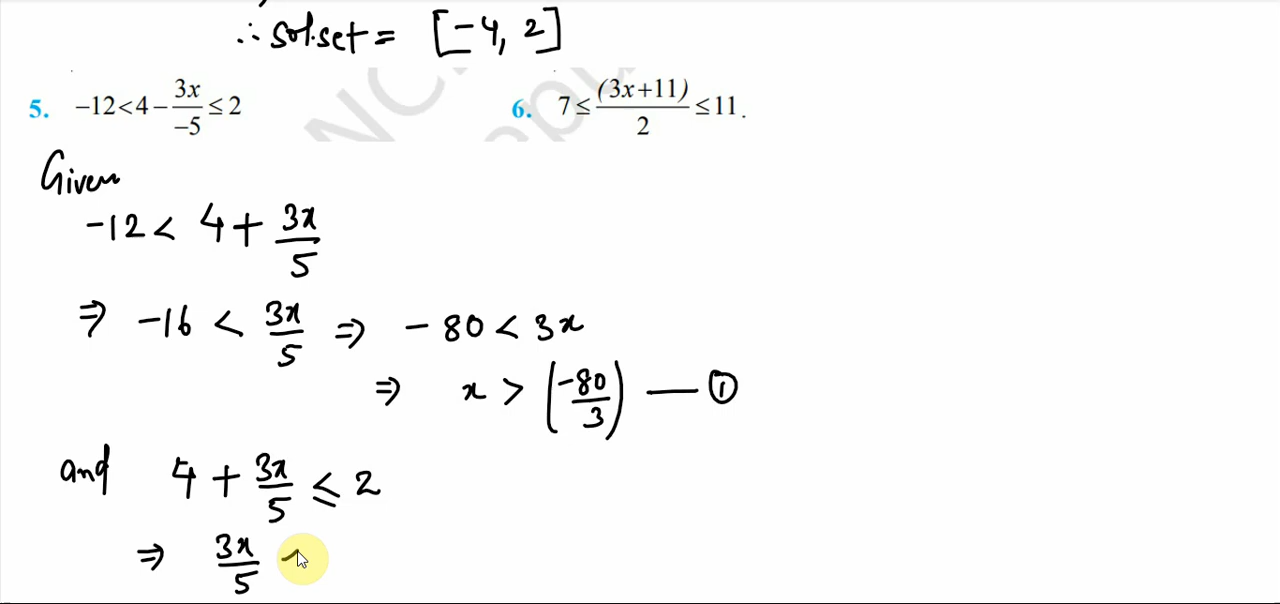 ∴ Sol.set = [-4, 2]
5. -12 < 4 - 3x/-5 ≤ 2
6. 7 ≤ (3x+11)/2 ≤ 11.
Given
-12 < 4 + 3x/5
⇒ -16 < 3x/5 ⇒ -80 < 3x
⇒ x > (-80/3) — ①
and 4 + 3x/5 ≤ 2
⇒ 3x/5